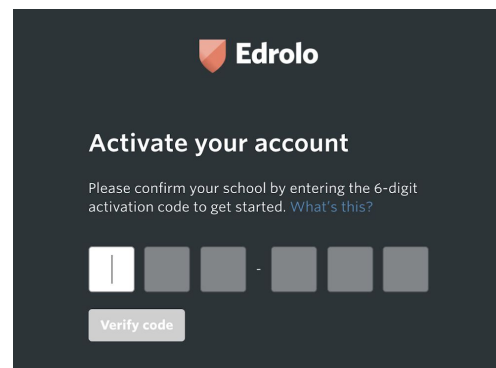 Edrolo
Activate your account
Please confirm your school by entering the 6-digit
activation code to get started. What's this?
-
Verify code